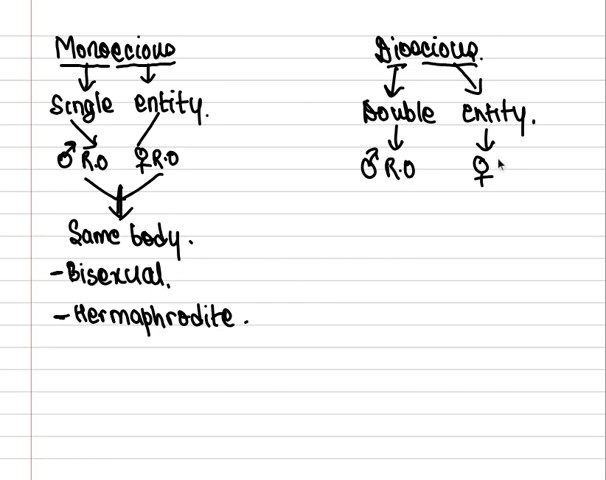 Monoecious
Single entity.
♂ R.O ♀ R.O
Same body.
- Bisexual.
- Hermaphrodite.
Dioecious.
Double Entity.
♂ R.O ♀